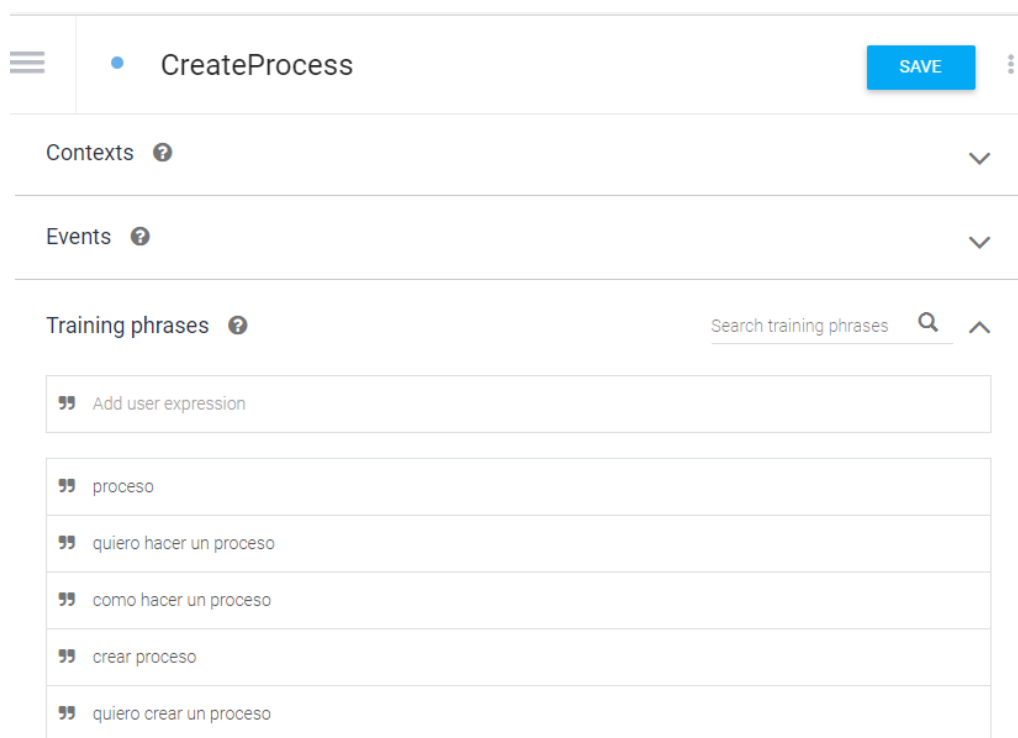 CreateProcess
SAVE
Contexts
Events
Training phrases
Search training phrases
Add user expression
proceso
quiero hacer un proceso
como hacer un proceso
crear proceso
quiero crear un proceso